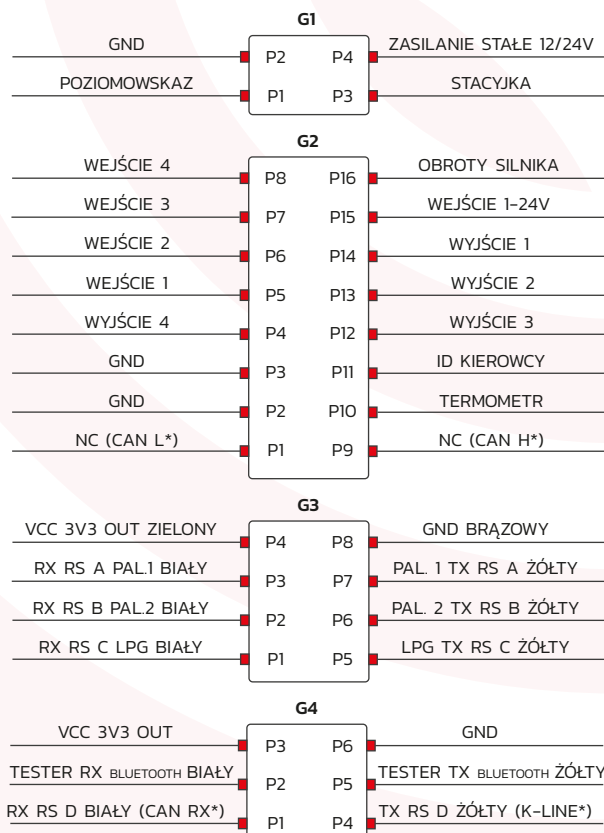 G1
GND P2 P4 ZASILANIE STAŁE 12/24V
POZIOMOWSKAZ P1 P3 STACYJKA
G2
WEJŚCIE 4 P8 P16 OBROTY SILNIKA
WEJŚCIE 3 P7 P15 WEJŚCIE 1-24V
WEJŚCIE 2 P6 P14 WYJŚCIE 1
WEJŚCIE 1 P5 P13 WYJŚCIE 2
WYJŚCIE 4 P4 P12 WYJŚCIE 3
GND P3 P11 ID KIEROWCY
GND P2 P10 TERMOMETR
NC (CAN L*) P1 P9 NC (CAN H*)
G3
VCC 3V3 OUT ZIELONY P4 P8 GND BRĄZOWY
RX RS A PAL.1 BIAŁY P3 P7 PAL. 1 TX RS A ŻÓŁTY
RX RS B PAL.2 BIAŁY P2 P6 PAL. 2 TX RS B ŻÓŁTY
RX RS C LPG BIAŁY P1 P5 LPG TX RS C ŻÓŁTY
G4
VCC 3V3 OUT P3 P6 GND
TESTER RX BLUETOOTH BIAŁY P2 P5 TESTER TX BLUETOOTH ŻÓŁTY
RX RS D BIAŁY (CAN RX*) P1 P4 TX RS D ŻÓŁTY (K-LINE*)